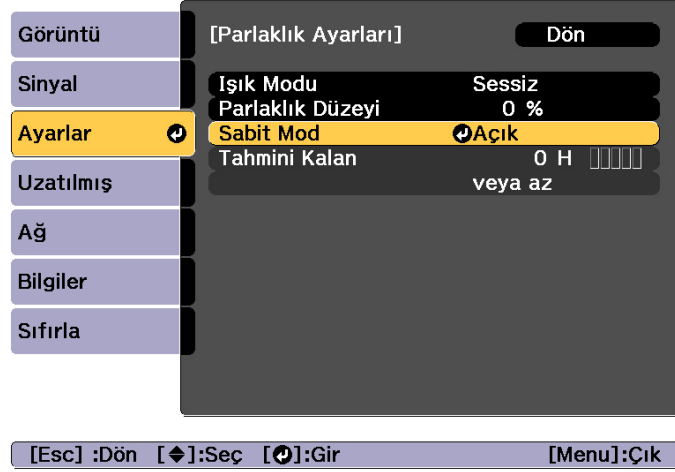 Görüntü
Sinyal
Ayarlar
Uzatılmış
Ağ
Bilgiler
Sıfırla
[Parlaklık Ayarları] Dön
Işık Modu Sessiz
Parlaklık Düzeyi 0 %
Sabit Mod Açık
Tahmini Kalan 0 H
veya az
[Esc] :Dön [◆]:Seç [⏎]:Gir [Menu]:Çık